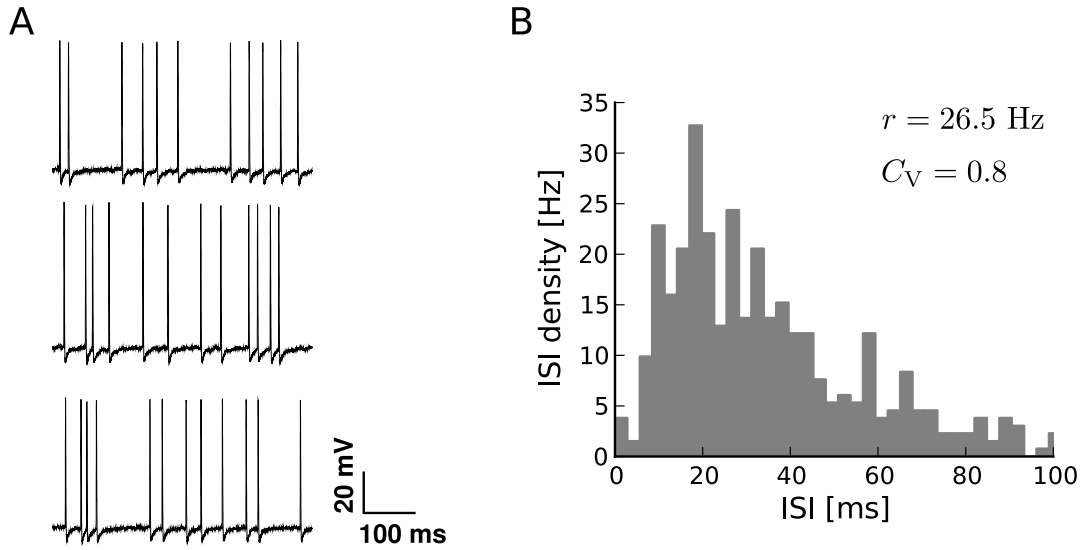 A
20 mV
100 ms
B
r = 26.5 Hz
C_V = 0.8
ISI density [Hz]
35
30
25
20
15
10
5
0
0 20 40 60 80 100
ISI [ms]